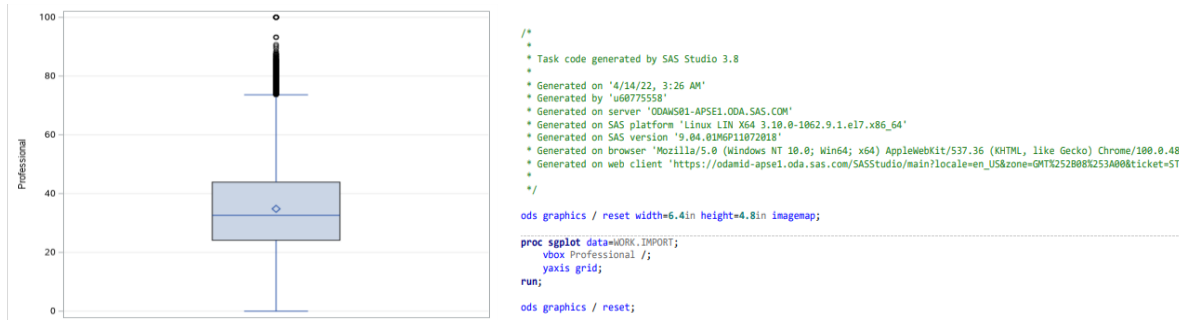 100
80
60
40
20
0
Professional
/*
*
* Task code generated by SAS Studio 3.8
*
* Generated on '4/14/22, 3:26 AM'
* Generated by 'u60775558'
* Generated on server 'ODAWS01-APSE1.ODA.SAS.COM'
* Generated on SAS platform 'Linux LIN X64 3.10.0-1062.9.1.el7.x86_64'
* Generated on SAS version '9.04.01M6P11072018'
* Generated on browser 'Mozilla/5.0 (Windows NT 10.0; Win64; x64) AppleWebKit/537.36 (KHTML, like Gecko) Chrome/100.0.48
* Generated on web client 'https://odamid-apse1.oda.sas.com/SASStudio/main?locale=en_US&zone=GMT%252B08%253A00&ticket=ST
*
*/
ods graphics / reset width=6.4in height=4.8in imagemap;
proc sgplot data=WORK.IMPORT;
vbox Professional /;
yaxis grid;
run;
ods graphics / reset;